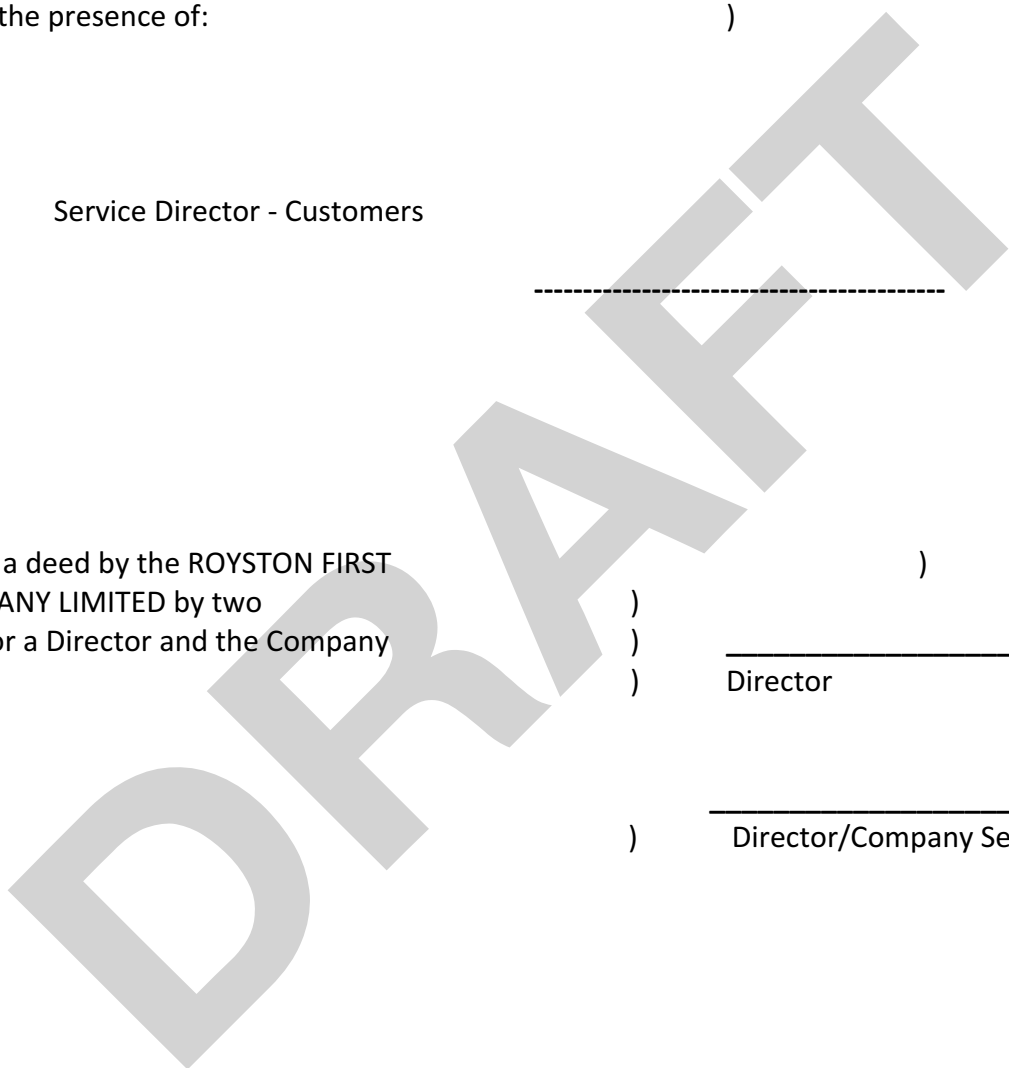 the presence of: )
Service Director - Customers
------------------------------------------
a deed by the ROYSTON FIRST )
ANY LIMITED by two )
or a Director and the Company ) ____________________
) Director
____________________
) Director/Company Se
DRAFT